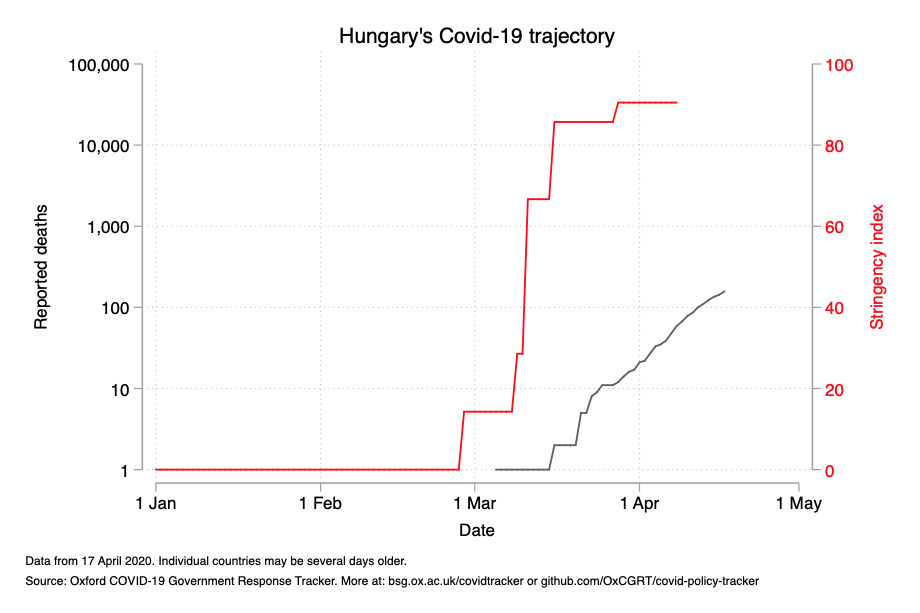 Hungary's Covid-19 trajectory
Reported deaths
100,000
10,000
1,000
100
10
1
Stringency index
100
80
60
40
20
0
1 Jan
1 Feb
1 Mar
1 Apr
1 May
Date
Data from 17 April 2020. Individual countries may be several days older.
Source: Oxford COVID-19 Government Response Tracker. More at: bsg.ox.ac.uk/covidtracker or github.com/OxCGRT/covid-policy-tracker